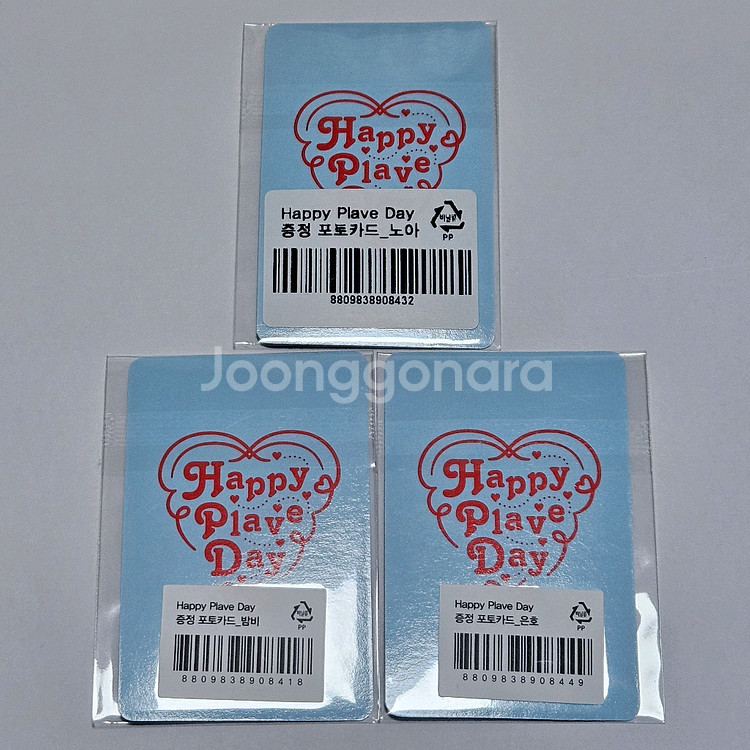 Happy
Plave
Happy Plave Day
증정 포토카드_노아
비닐류
PP
8809838908432
Joonggonara
Happy
Plave
Day
Happy Plave Day
증정 포토카드_밤비
비닐류
PP
8809838908418
Happy
Plave
Day
Happy Plave Day
증정 포토카드_은호
비닐류
PP
8809838908449